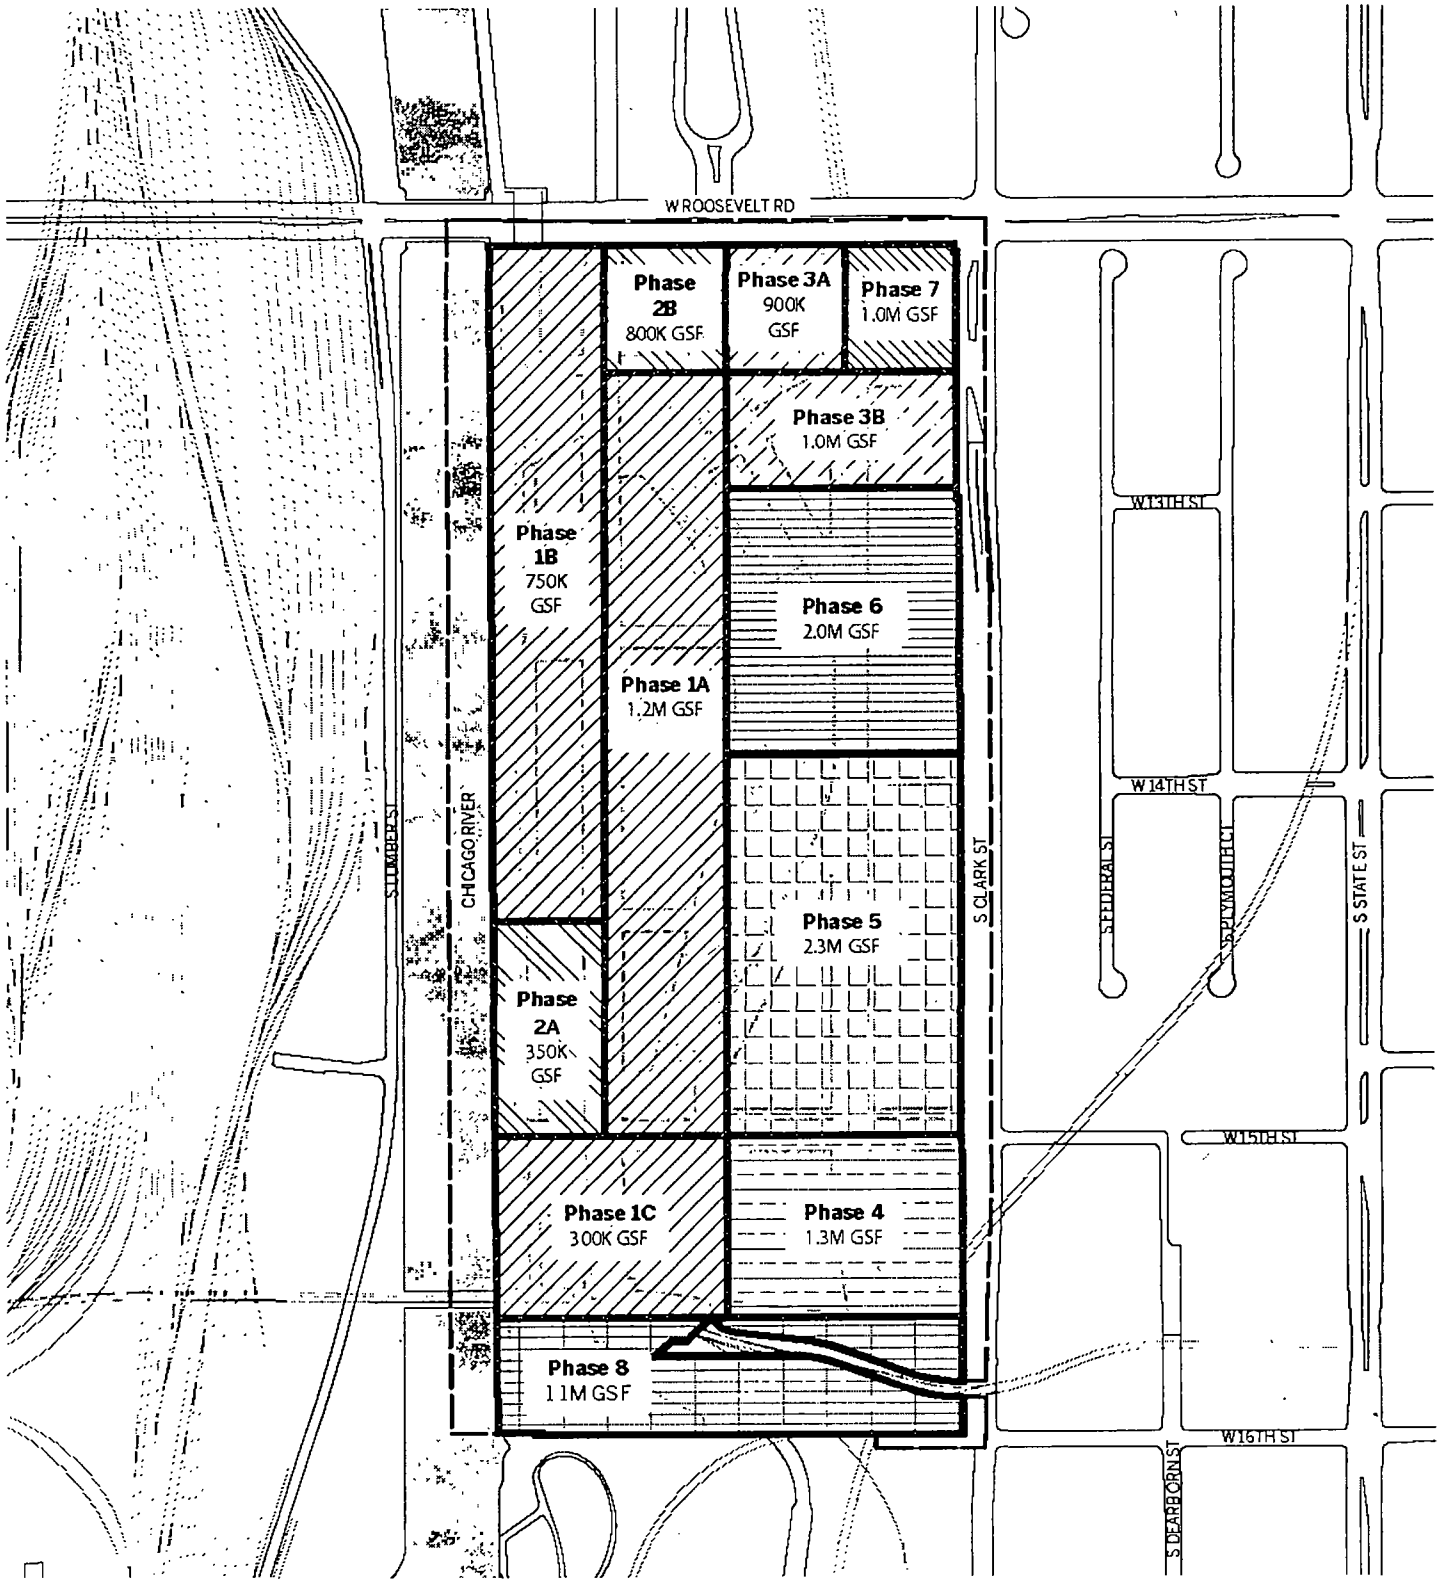 W ROOSEVELT RD
Phase
2B
800K GSF
Phase 3A
900K
GSF
Phase 7
1.0M GSF
Phase 3B
1.0M GSF
W 13TH ST
Phase
1B
750K
GSF
Phase 6
2.0M GSF
Phase 1A
1.2M GSF
W 14TH ST
S LUMBER ST
CHICAGO RIVER
S CLARK ST
S FEDERAL ST
S PLYMOUTH CT
S STATE ST
Phase 5
2.3M GSF
Phase
2A
350K
GSF
W 15TH ST
Phase 1C
300K GSF
Phase 4
1.3M GSF
Phase 8
1 1M GSF
W 16TH ST
S DEARBORN ST